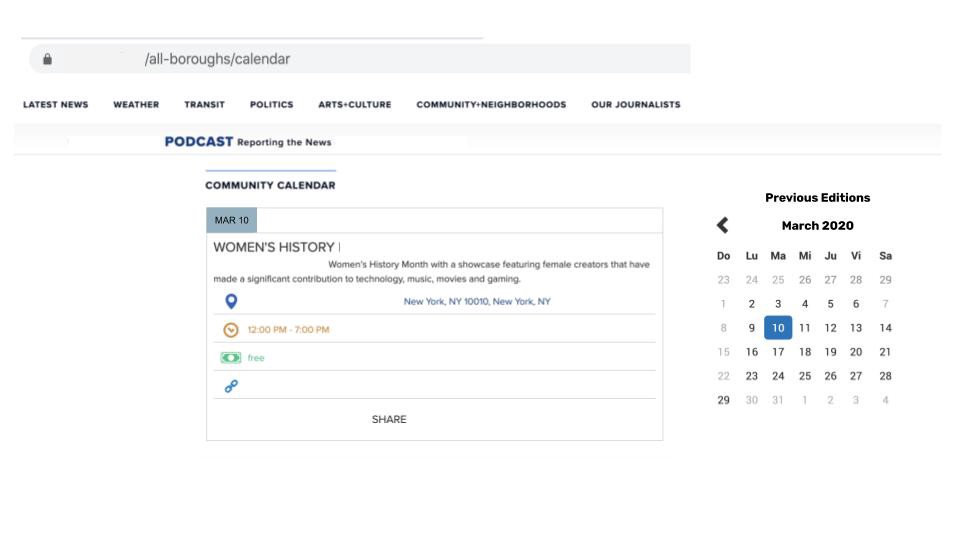 /all-boroughs/calendar
LATEST NEWS WEATHER TRANSIT POLITICS ARTS+CULTURE COMMUNITY+NEIGHBORHOODS OUR JOURNALISTS
PODCAST Reporting the News
COMMUNITY CALENDAR
MAR 10
WOMEN'S HISTORY
Women's History Month with a showcase featuring female creators that have
made a significant contribution to technology, music, movies and gaming.
New York, NY 10010, New York, NY
12:00 PM - 7:00 PM
free
SHARE
Previous Editions
March 2020
Do Lu Ma Mi Ju Vi Sa
23 24 25 26 27 28 29
1 2 3 4 5 6 7
8 9 10 11 12 13 14
15 16 17 18 19 20 21
22 23 24 25 26 27 28
29 30 31 1 2 3 4